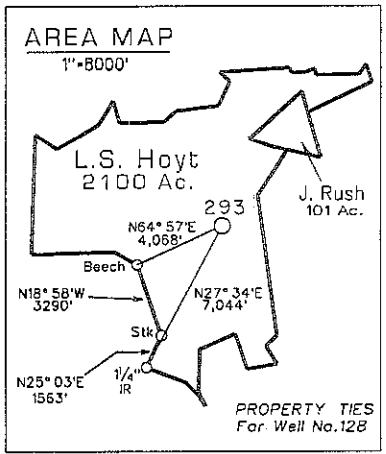 AREA MAP
1"=8000'
L.S. Hoyt
2100 Ac.
J. Rush
101 Ac.
293
N64° 57'E
4,068'
Beech
N18° 58'W
3290'
N27° 34'E
7,044'
Stk
N25° 03'E
1563'
1¼"
IR
PROPERTY TIES
For Well No.128